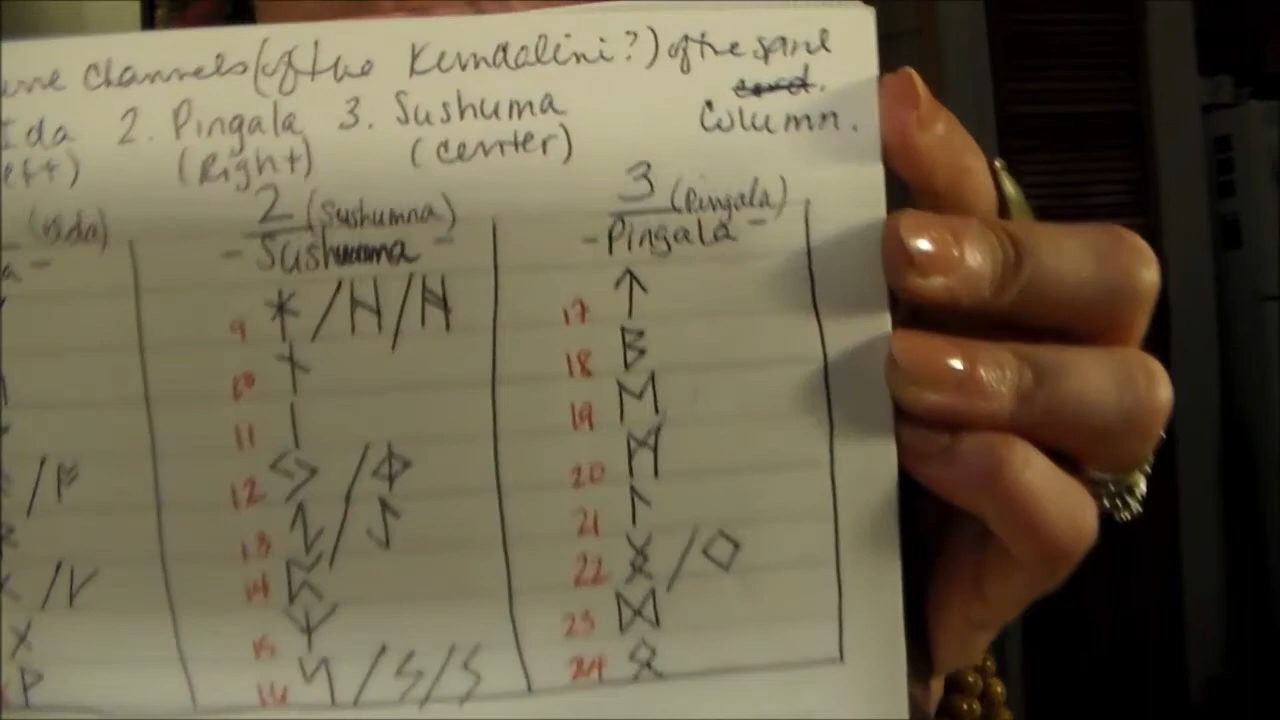 channels (of the Kundalini?) of the spine
Ida 2. Pingala 3. Sushuma column.
(Right) (center)
2 (Sushumna) 3 (Pingala)
- Sushumna - - Pingala -
9 ᚼ/ᚺ/ᚻ 17 ᛏ
10 ᚾ 18 ᛒ
11 ᛁ 19 ᛖ
12 ᛃ/ᛄ 20 ᛗ
13 ᛇ/ 21 ᛚ
14 ᛈ 22 ᛝ/ᛜ
15 ᛉ 23 ᛞ
16 ᛋ/ᛊ/ᛊ 24 ᛟ